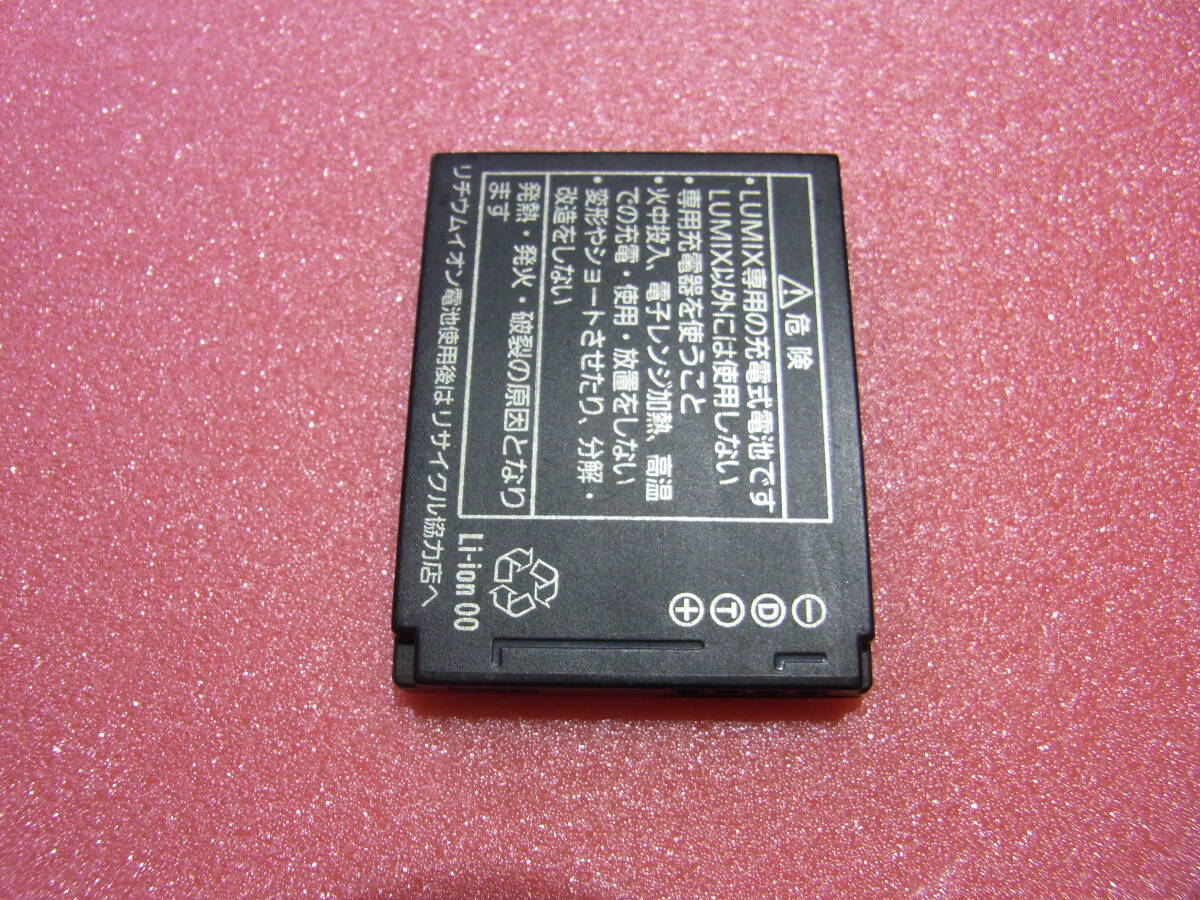 ⚠危険
・LUMIX専用の充電式電池です
LUMIX以外には使用しない
・専用充電器を使うこと
・火中投入、電子レンジ加熱、高温
での充電・使用・放置をしない
・変形やショートさせたり、分解・
改造をしない
発熱・発火・破裂の原因となり
ます
リチウムイオン電池使用後はリサイクル協力店へ
Li-ion 00
⊖ Ⓓ Ⓣ ⊕